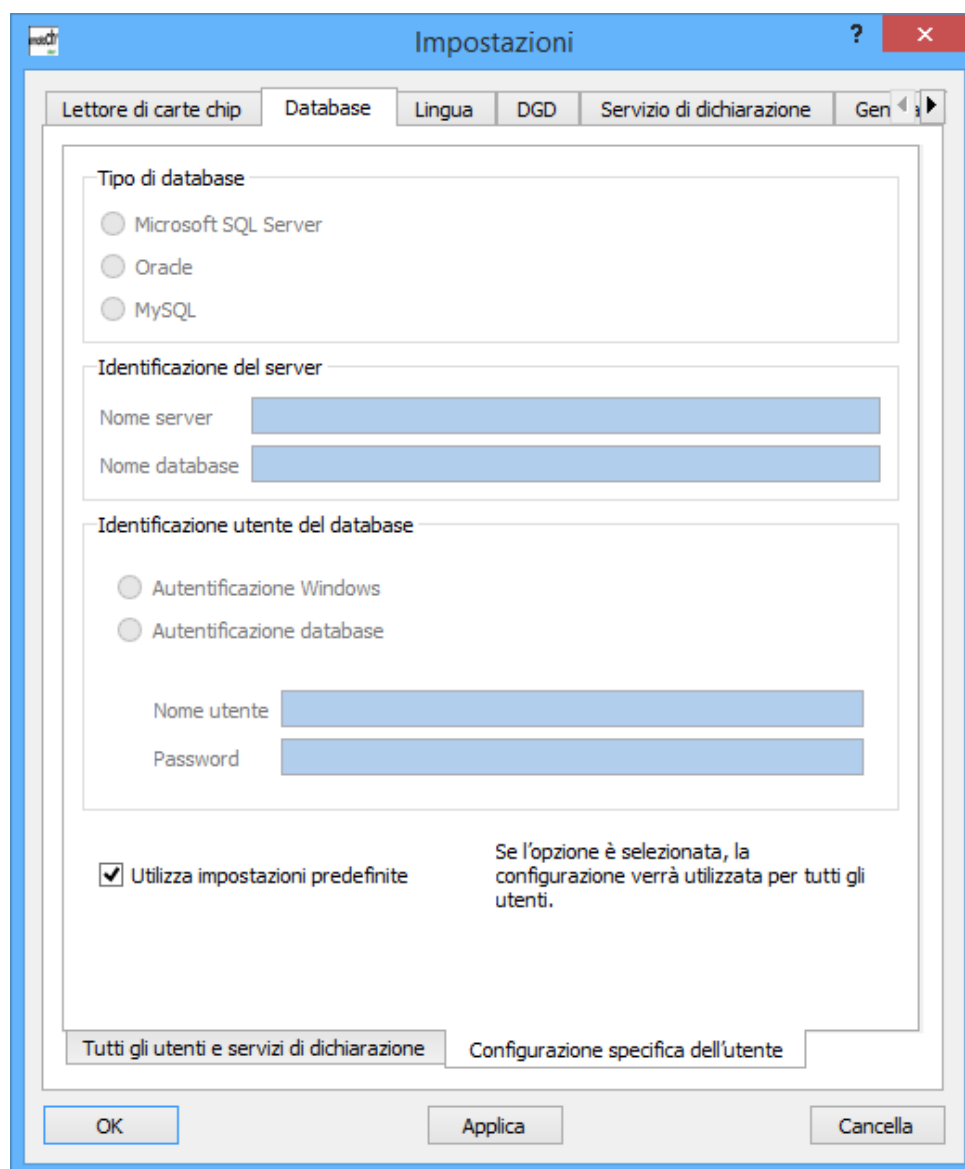 Impostazioni
?
Lettore di carte chip Database Lingua DGD Servizio di dichiarazione
Tipo di database
Microsoft SQL Server
Oracle
MySQL
Identificazione del server
Nome server
Nome database
Identificazione utente del database
Autentificazione Windows
Autentificazione database
Nome utente
Password
Utilizza impostazioni predefinite
Se l'opzione è selezionata, la
configurazione verrà utilizzata per tutti gli
utenti.
Tutti gli utenti e servizi di dichiarazione Configurazione specifica dell'utente
OK Applica Cancella